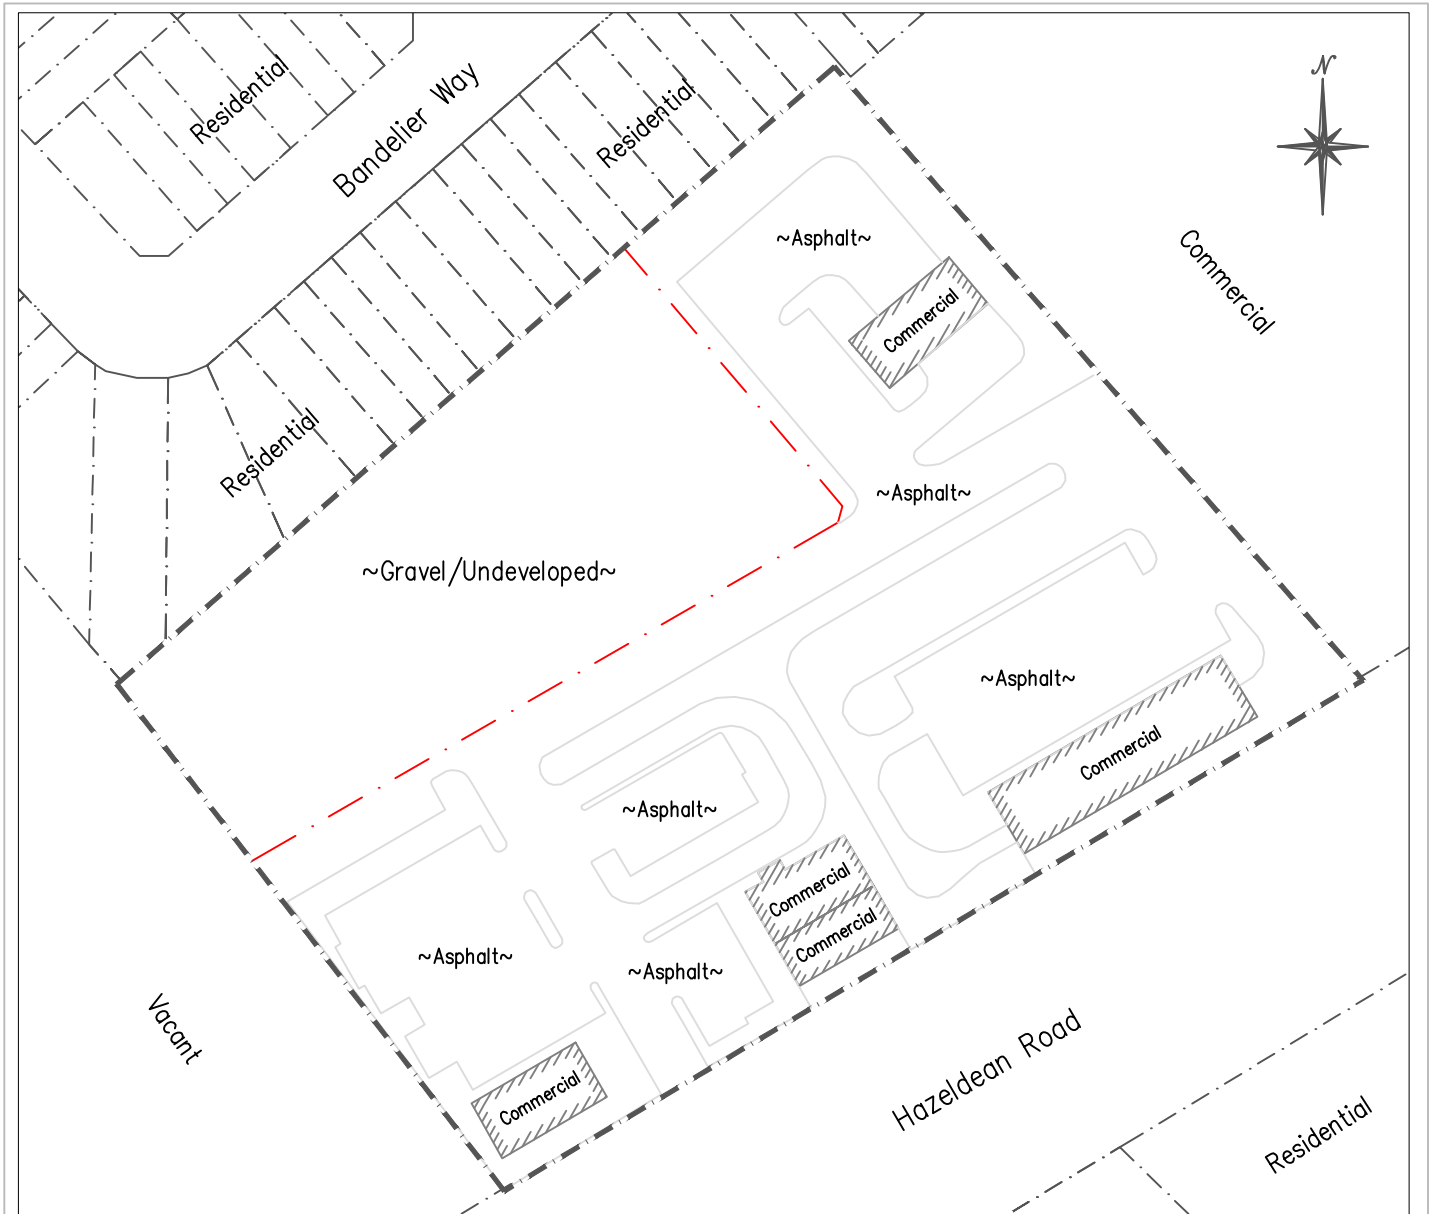 N
Residential
Bandelier Way
Residential
~Asphalt~
Commercial
Commercial
Residential
~Asphalt~
~Gravel/Undeveloped~
~Asphalt~
Commercial
~Asphalt~
Commercial
Commercial
~Asphalt~
~Asphalt~
Vacant
Hazeldean Road
Commercial
Residential